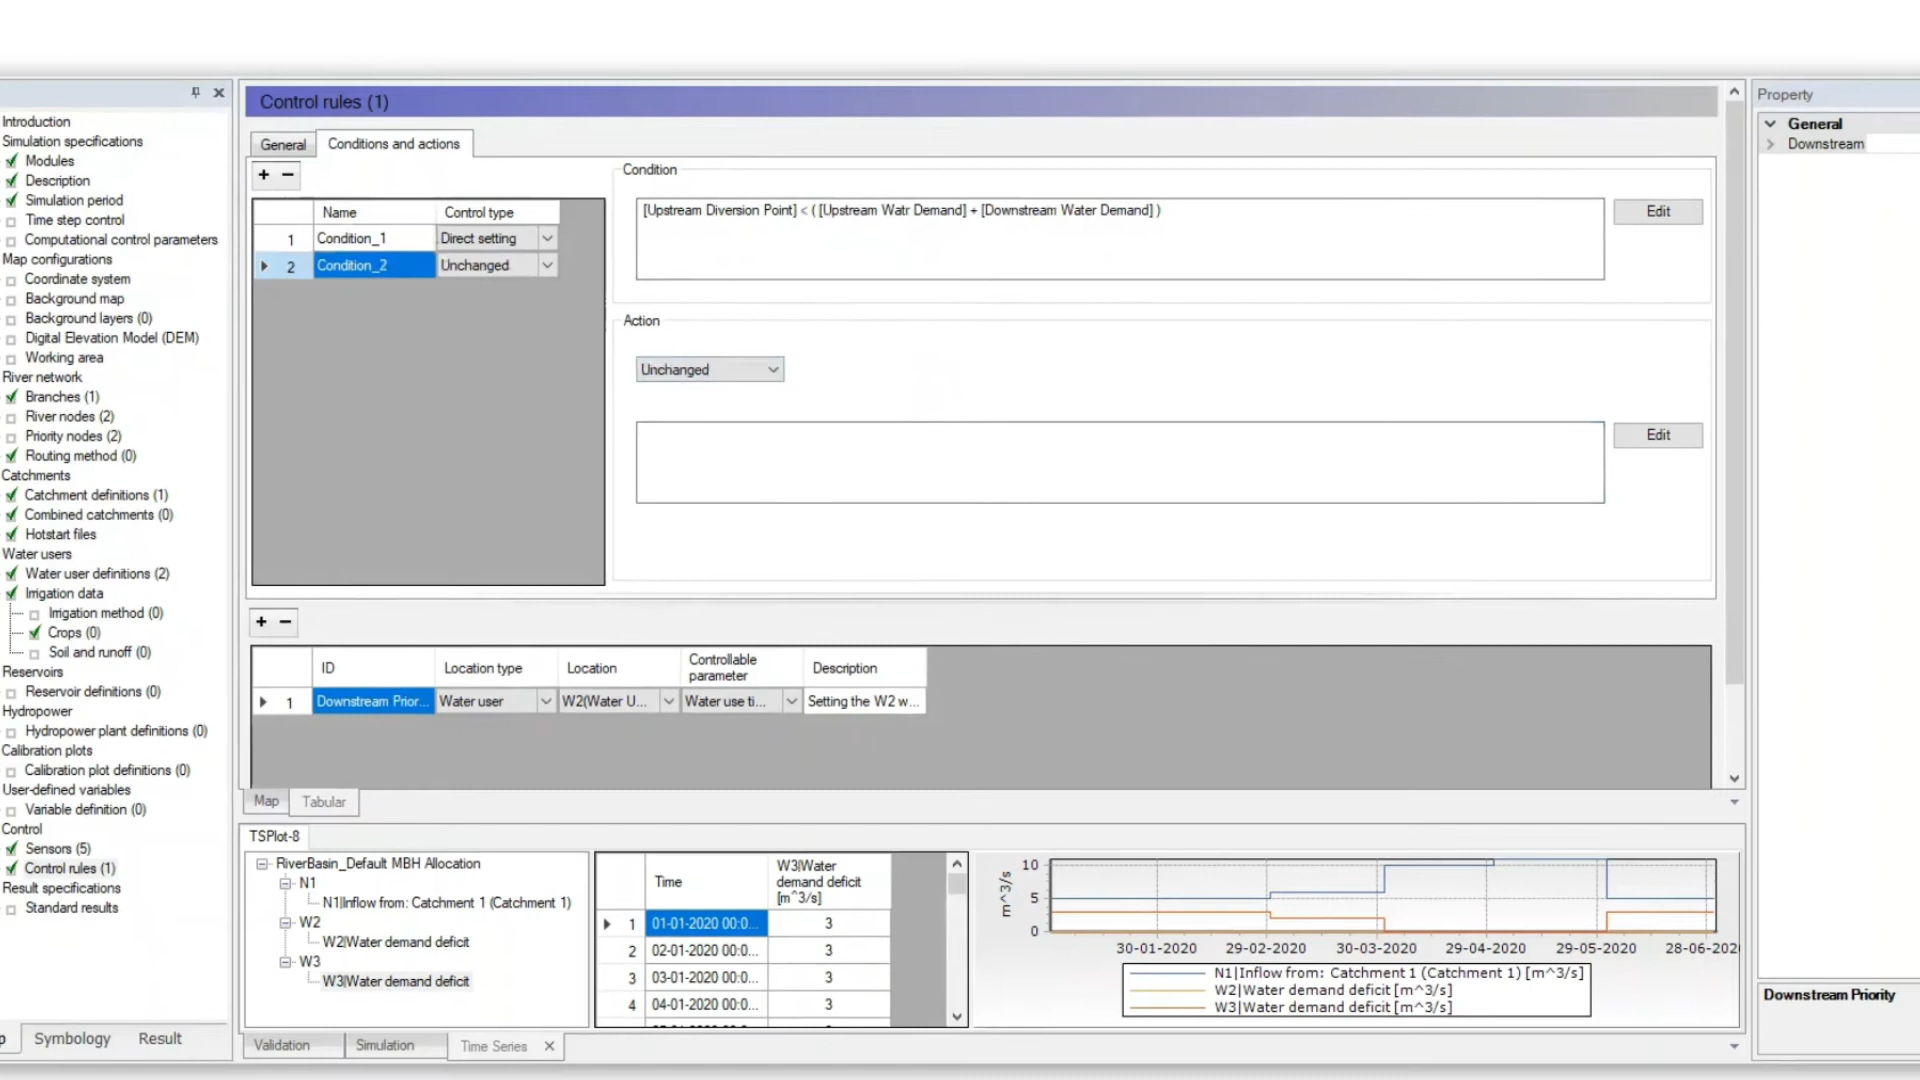 Introduction
Simulation specifications
Modules
Description
Simulation period
Time step control
Computational control parameters
Map configurations
Coordinate system
Background map
Background layers (0)
Digital Elevation Model (DEM)
Working area
River network
Branches (1)
River nodes (2)
Priority nodes (2)
Routing method (0)
Catchments
Catchment definitions (1)
Combined catchments (0)
Hotstart files
Water users
Water user definitions (2)
Irrigation data
Irrigation method (0)
Crops (0)
Soil and runoff (0)
Reservoirs
Reservoir definitions (0)
Hydropower
Hydropower plant definitions (0)
Calibration plots
Calibration plot definitions (0)
User-defined variables
Variable definition (0)
Control
Sensors (5)
Control rules (1)
Result specifications
Standard results
p Symbology Result
Control rules (1)
General Conditions and actions
+ −
Name Control type
1 Condition_1 Direct setting
2 Condition_2 Unchanged
Condition
[Upstream Diversion Point] < ( [Upstream Watr Demand] + [Downstream Water Demand] )
Edit
Action
Unchanged
Edit
+ −
ID Location type Location Controllable parameter Description
1 Downstream Prior... Water user W2(Water U... Water use ti... Setting the W2 w...
Map Tabular
TSPlot-8
RiverBasin_Default MBH Allocation
N1
N1|Inflow from: Catchment 1 (Catchment 1)
W2
W2|Water demand deficit
W3
W3|Water demand deficit
Time W3|Water demand deficit [m^3/s]
1 01-01-2020 00:0... 3
2 02-01-2020 00:0... 3
3 03-01-2020 00:0... 3
4 04-01-2020 00:0... 3
m^3/s
10
5
0
30-01-2020 29-02-2020 30-03-2020 29-04-2020 29-05-2020 28-06-202
N1|Inflow from: Catchment 1 (Catchment 1) [m^3/s]
W2|Water demand deficit [m^3/s]
W3|Water demand deficit [m^3/s]
Validation Simulation Time Series
Property
General
Downstream
Downstream Priority